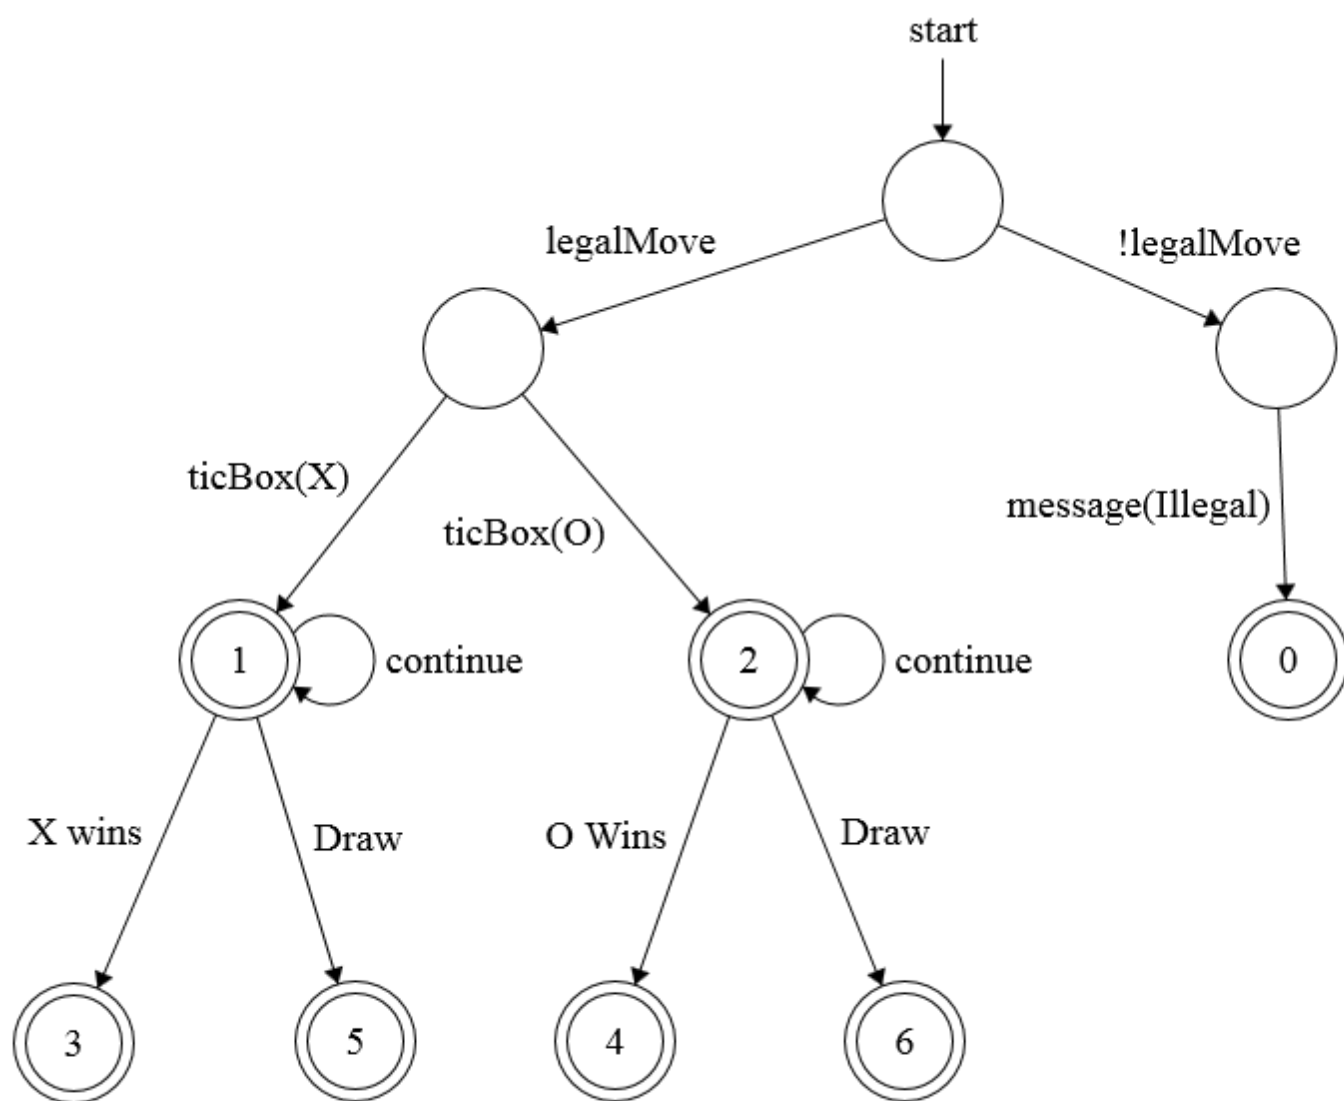 start
legalMove
!legalMove
ticBox(X)
ticBox(O)
message(Illegal)
1
continue
2
continue
0
X wins
Draw
O Wins
Draw
3
5
4
6